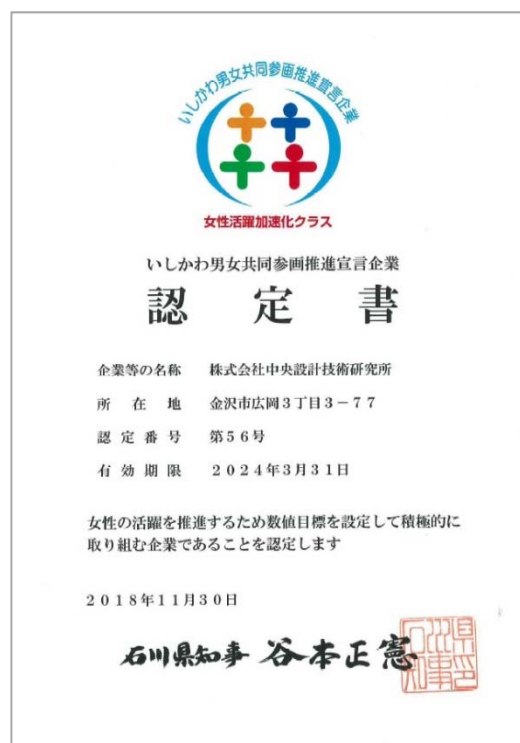 いしかわ男女共同参画推進宣言企業
女性活躍加速化クラス
いしかわ男女共同参画推進宣言企業
認定書
企業等の名称　株式会社中央設計技術研究所
所在地　金沢市広岡3丁目3－77
認定番号　第56号
有効期限　2024年3月31日
女性の活躍を推進するため数値目標を設定して積極的に
取り組む企業であることを認定します
2018年11月30日
石川県知事 谷本正憲